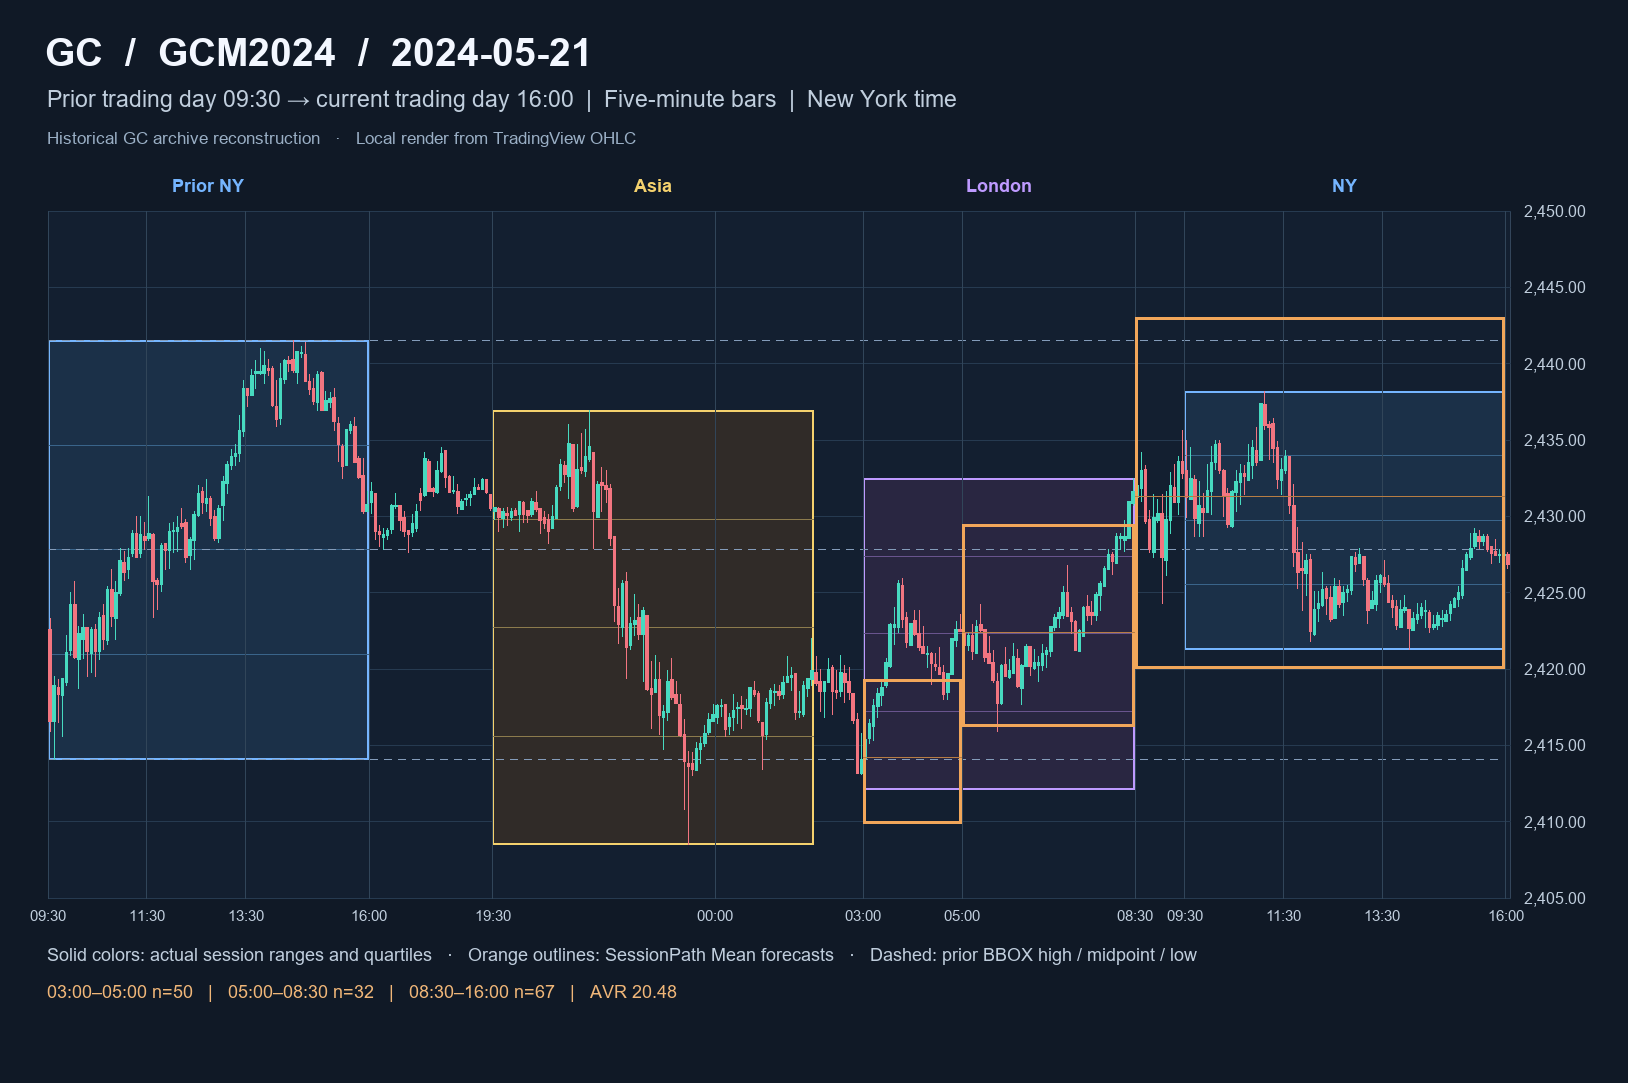 GC / GCM2024 / 2024-05-21
Prior trading day 09:30 → current trading day 16:00 | Five-minute bars | New York time
Historical GC archive reconstruction · Local render from TradingView OHLC
Prior NY Asia London NY
2,450.00
2,445.00
2,440.00
2,435.00
2,430.00
2,425.00
2,420.00
2,415.00
2,410.00
2,405.00
09:30 11:30 13:30 16:00 19:30 00:00 03:00 05:00 08:30 09:30 11:30 13:30 16:00
Solid colors: actual session ranges and quartiles · Orange outlines: SessionPath Mean forecasts · Dashed: prior BBOX high / midpoint / low
03:00–05:00 n=50 | 05:00–08:30 n=32 | 08:30–16:00 n=67 | AVR 20.48